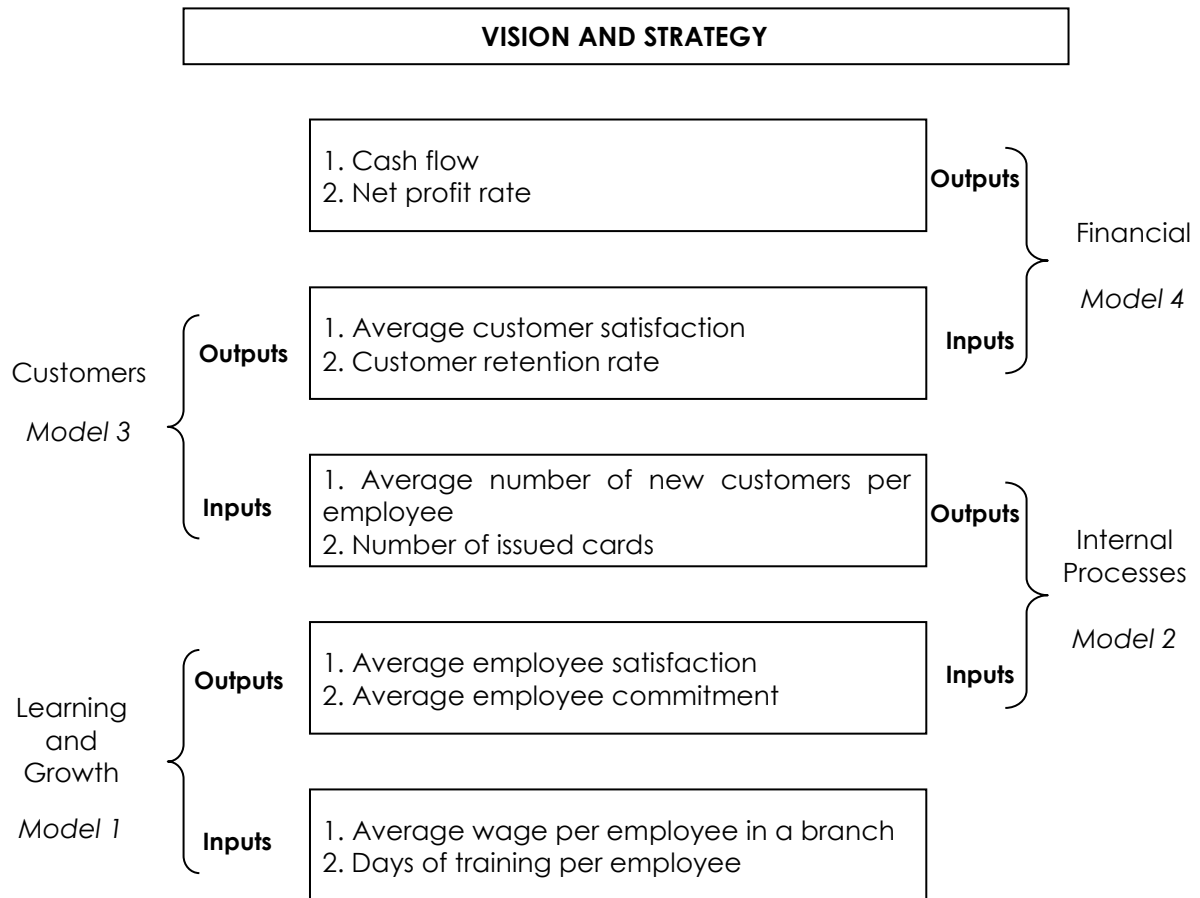 VISION AND STRATEGY
1. Cash flow
2. Net profit rate
Outputs
Financial
Model 4
1. Average customer satisfaction
2. Customer retention rate
Inputs
Outputs
Customers
Model 3
Inputs
1. Average number of new customers per
employee
2. Number of issued cards
Outputs
Internal
Processes
Model 2
1. Average employee satisfaction
2. Average employee commitment
Inputs
Outputs
Learning
and
Growth
Model 1
Inputs
1. Average wage per employee in a branch
2. Days of training per employee